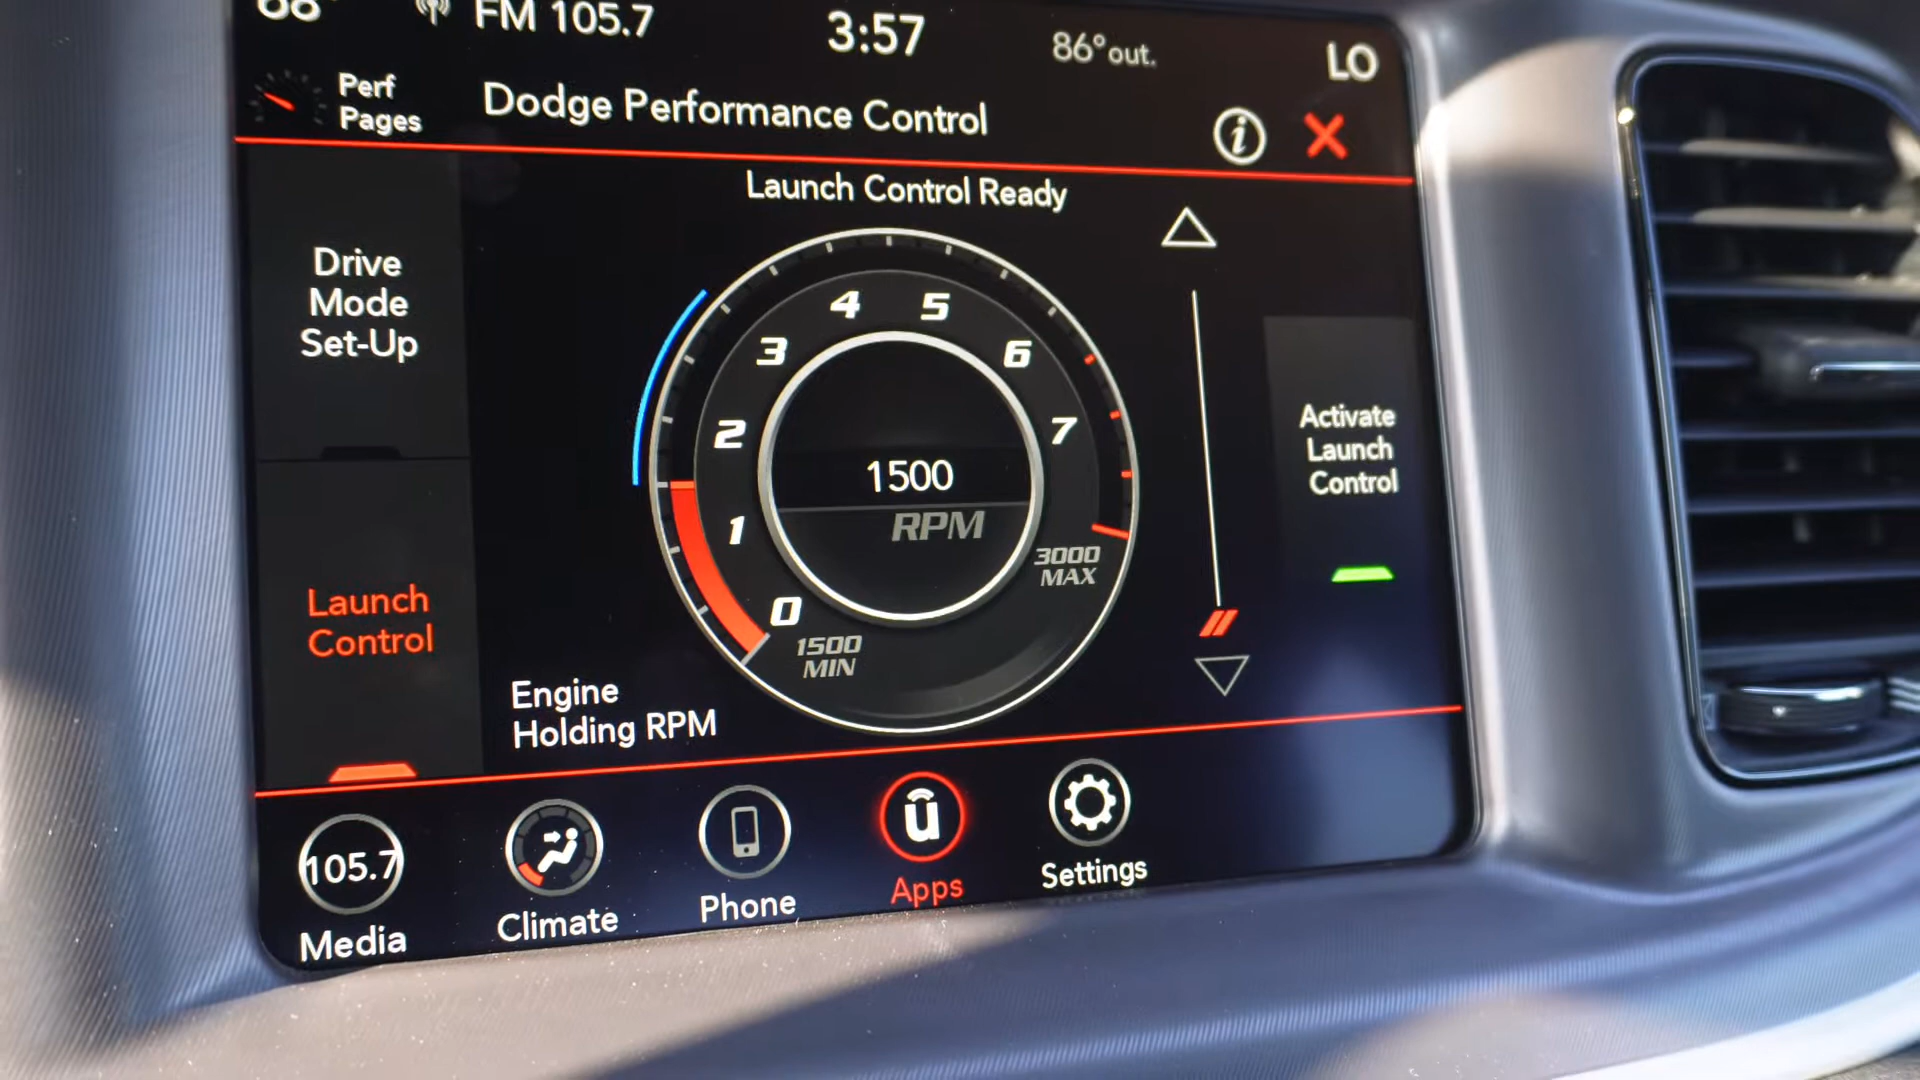 68° FM 105.7 3:57 86° out. LO
Perf
Pages
Dodge Performance Control
i X
Launch Control Ready
Drive
Mode
Set-Up
4 5
3 6
2 7
1
0
1500
RPM
3000
MAX
1500
MIN
Activate
Launch
Control
Launch
Control
Engine
Holding RPM
105.7
Media
Climate
Phone
u
Apps
Settings